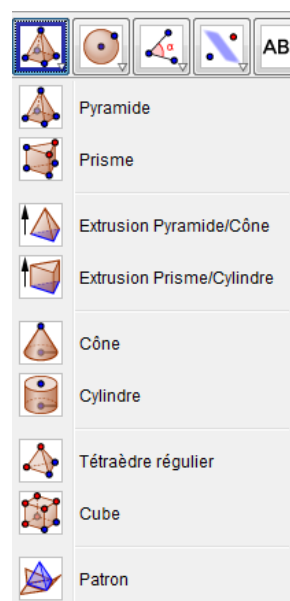 α AB
Pyramide
Prisme
Extrusion Pyramide/Cône
Extrusion Prisme/Cylindre
Cône
Cylindre
Tétraèdre régulier
Cube
Patron